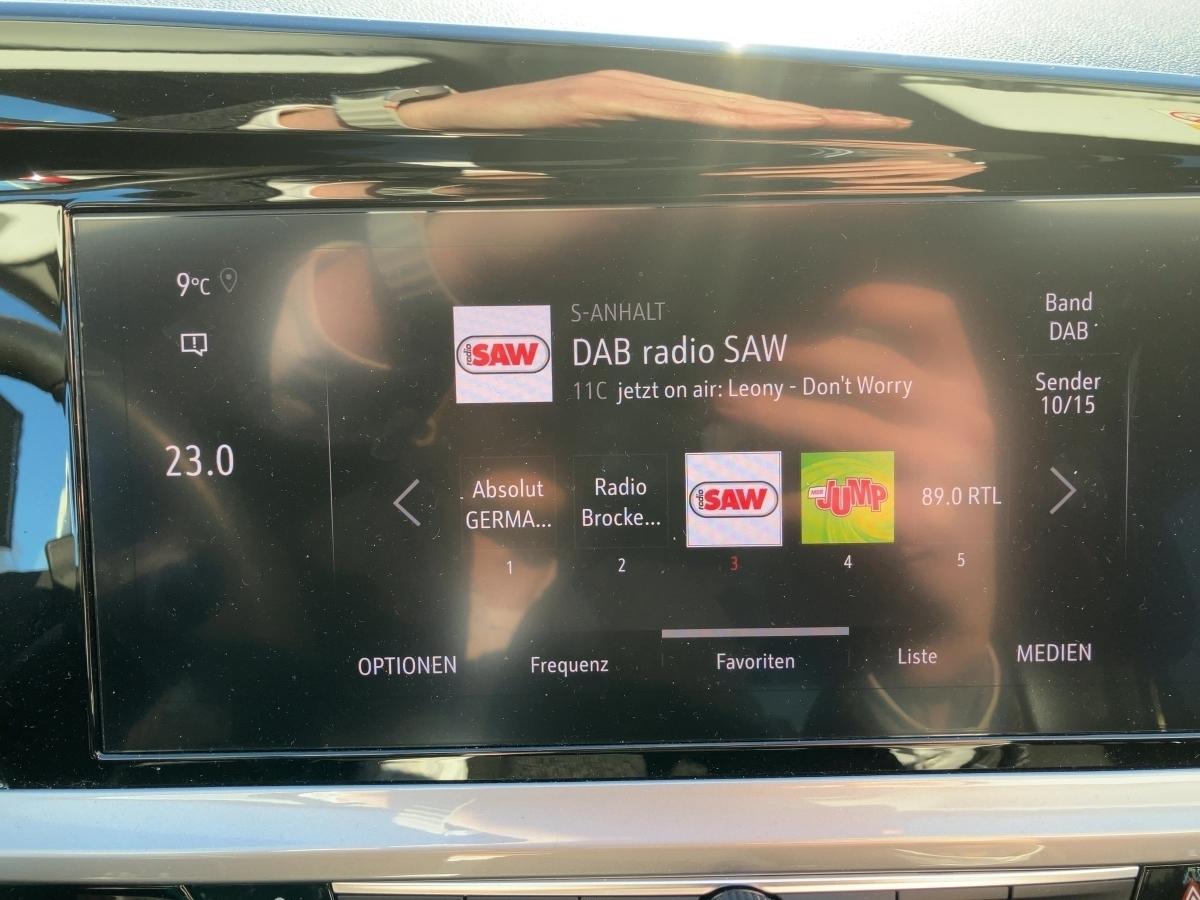 9°C
S-ANHALT
radio SAW
DAB radio SAW
11C jetzt on air: Leony - Don't Worry
Band
DAB
Sender
10/15
23.0
Absolut
GERMA...
Radio
Brocke...
radio SAW
MDR JUMP
89.0 RTL
1
2
3
4
5
OPTIONEN
Frequenz
Favoriten
Liste
MEDIEN